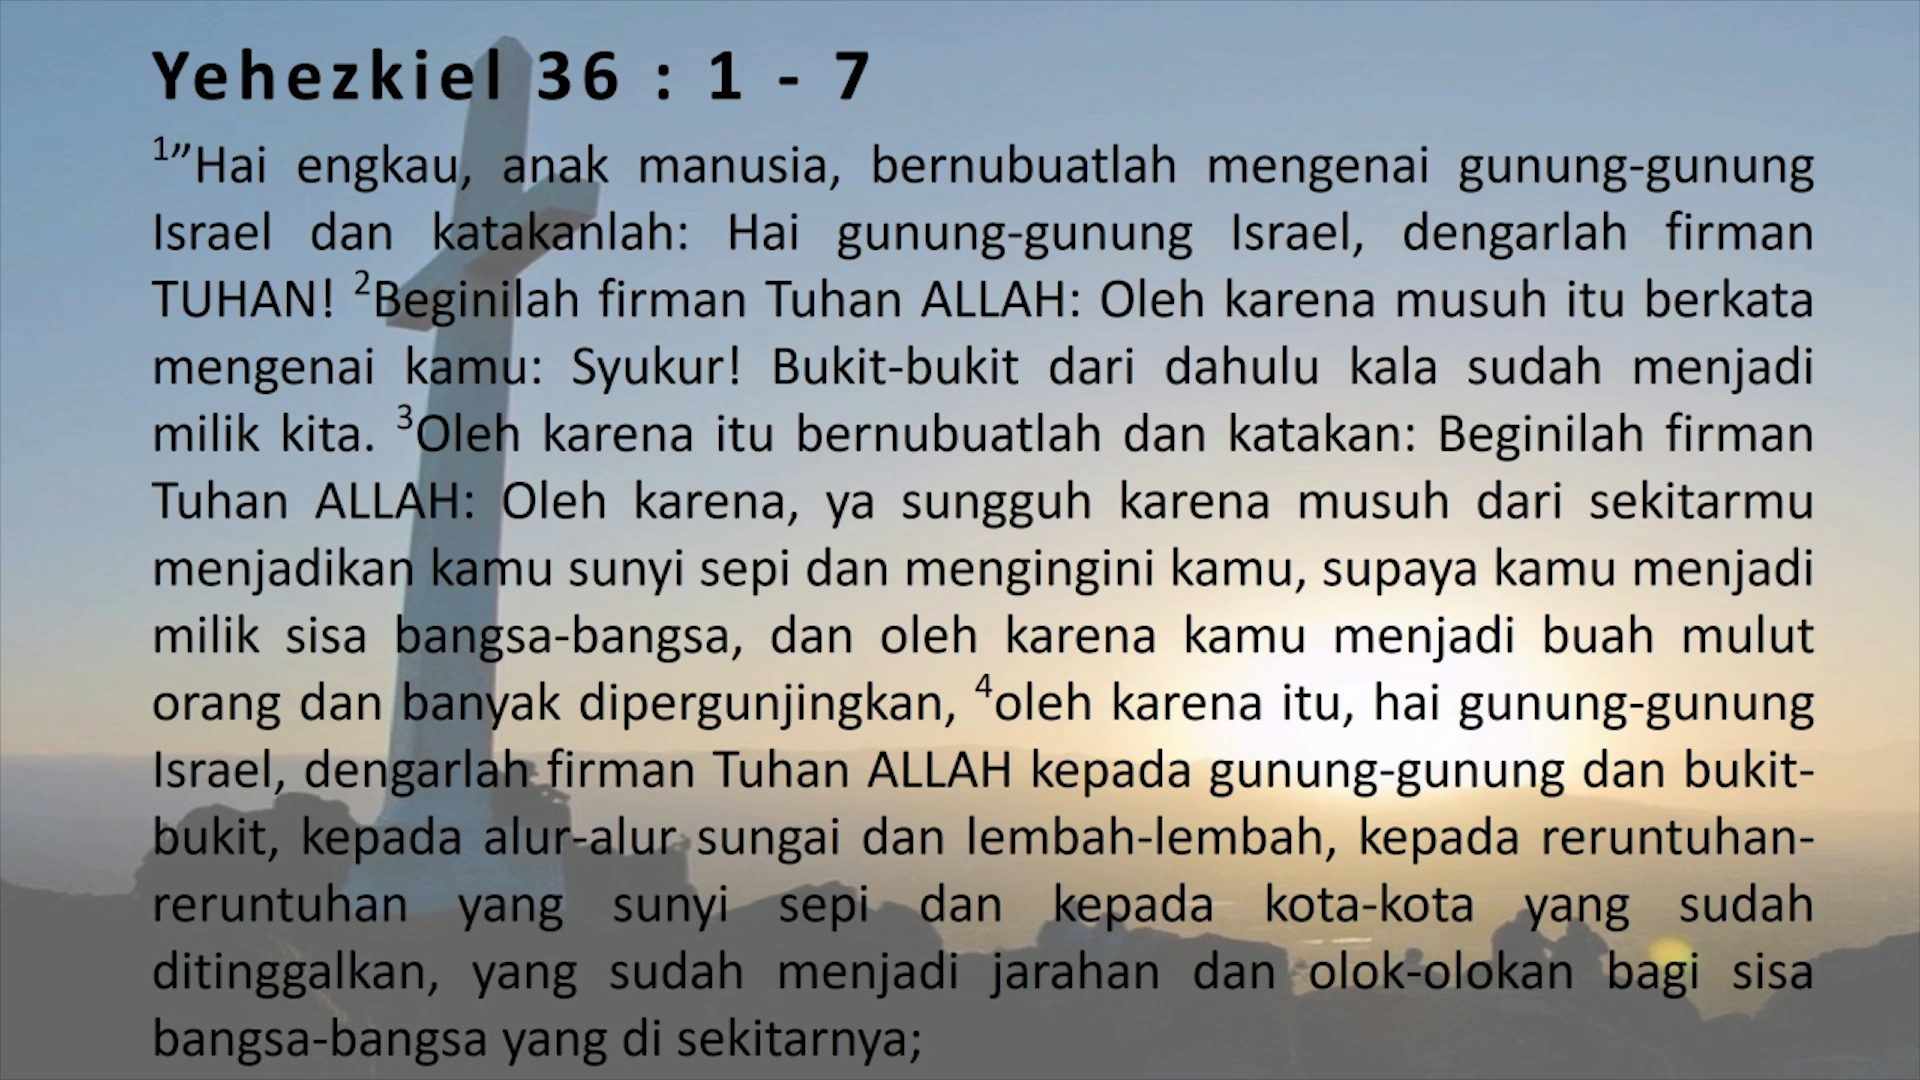 Yehezkiel 36 : 1 - 7
1”Hai engkau, anak manusia, bernubuatlah mengenai gunung-gunung
Israel dan katakanlah: Hai gunung-gunung Israel, dengarlah firman
TUHAN! 2Beginilah firman Tuhan ALLAH: Oleh karena musuh itu berkata
mengenai kamu: Syukur! Bukit-bukit dari dahulu kala sudah menjadi
milik kita. 3Oleh karena itu bernubuatlah dan katakan: Beginilah firman
Tuhan ALLAH: Oleh karena, ya sungguh karena musuh dari sekitarmu
menjadikan kamu sunyi sepi dan mengingini kamu, supaya kamu menjadi
milik sisa bangsa-bangsa, dan oleh karena kamu menjadi buah mulut
orang dan banyak dipergunjingkan, 4oleh karena itu, hai gunung-gunung
Israel, dengarlah firman Tuhan ALLAH kepada gunung-gunung dan bukit-
bukit, kepada alur-alur sungai dan lembah-lembah, kepada reruntuhan-
reruntuhan yang sunyi sepi dan kepada kota-kota yang sudah
ditinggalkan, yang sudah menjadi jarahan dan olok-olokan bagi sisa
bangsa-bangsa yang di sekitarnya;